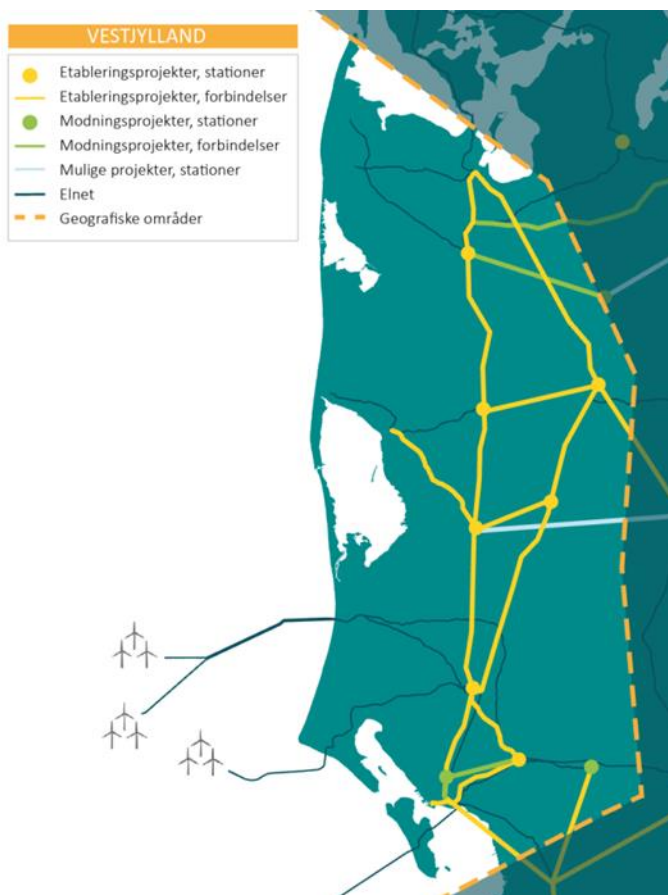 VESTJYLLAND
Etableringsprojekter, stationer
Etableringsprojekter, forbindelser
Modningsprojekter, stationer
Modningsprojekter, forbindelser
Mulige projekter, stationer
Elnet
Geografiske områder